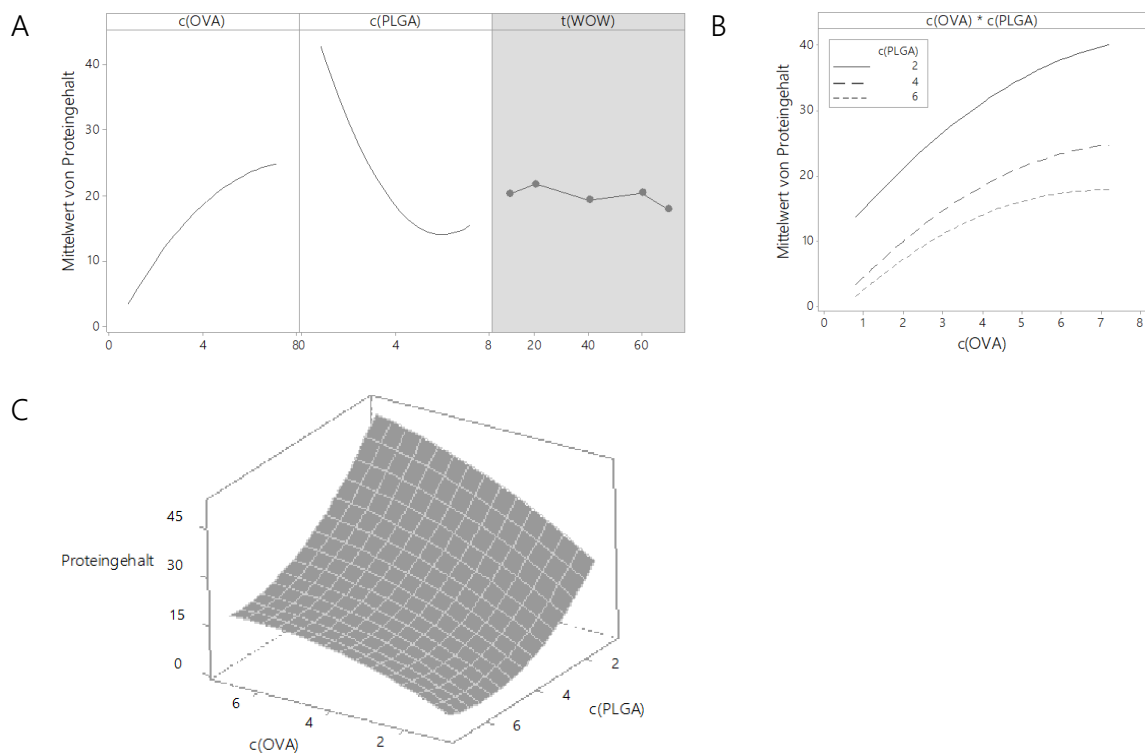 A
c(OVA) c(PLGA) t(WOW)
Mittelwert von Proteingehalt
40
30
20
10
0
0 4 8 0 4 8 20 40 60
B
c(OVA) * c(PLGA)
Mittelwert von Proteingehalt
40
30
20
10
0
c(PLGA)
2
4
6
0 1 2 3 4 5 6 7 8
c(OVA)
C
45
30
15
0
Proteingehalt
6 4 2
c(OVA)
6 4 2
c(PLGA)